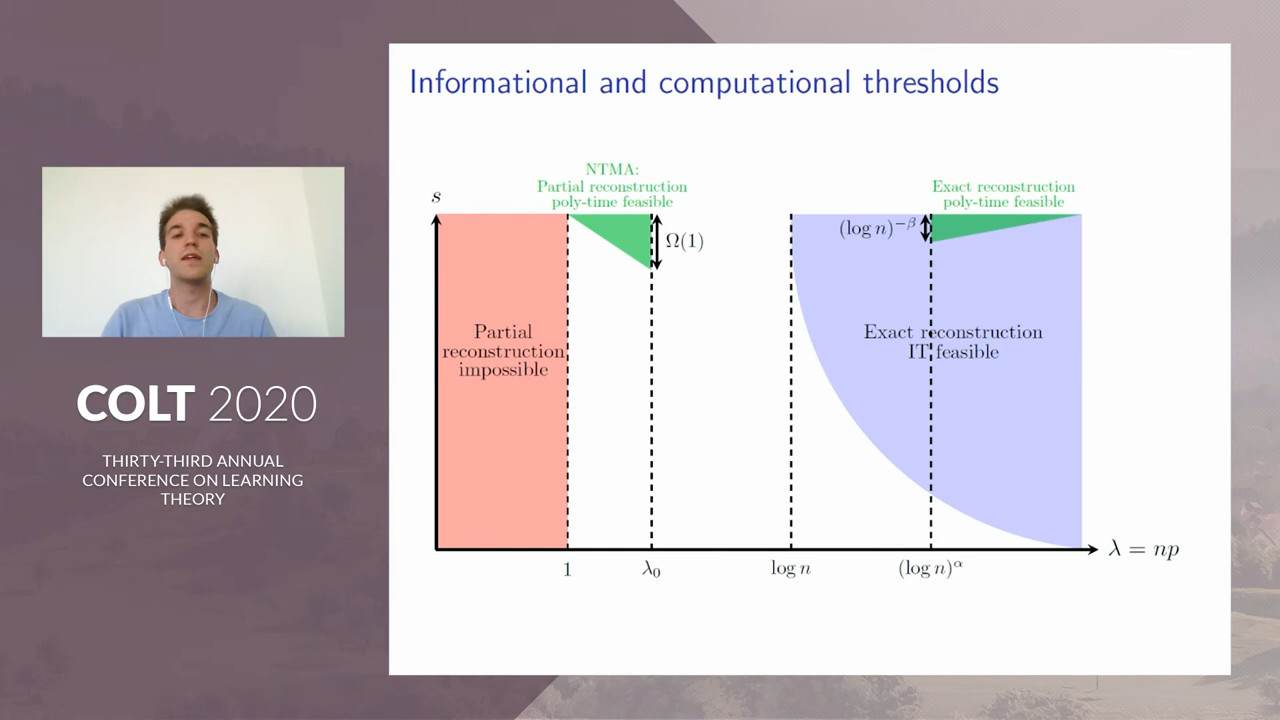 Informational and computational thresholds
NTMA:
Partial reconstruction
poly-time feasible
Exact reconstruction
poly-time feasible
s
(log n)^{-β}
Ω(1)
Partial
reconstruction
impossible
Exact reconstruction
IT feasible
λ = np
1
λ₀
log n
(log n)^α
COLT 2020
THIRTY-THIRD ANNUAL
CONFERENCE ON LEARNING
THEORY